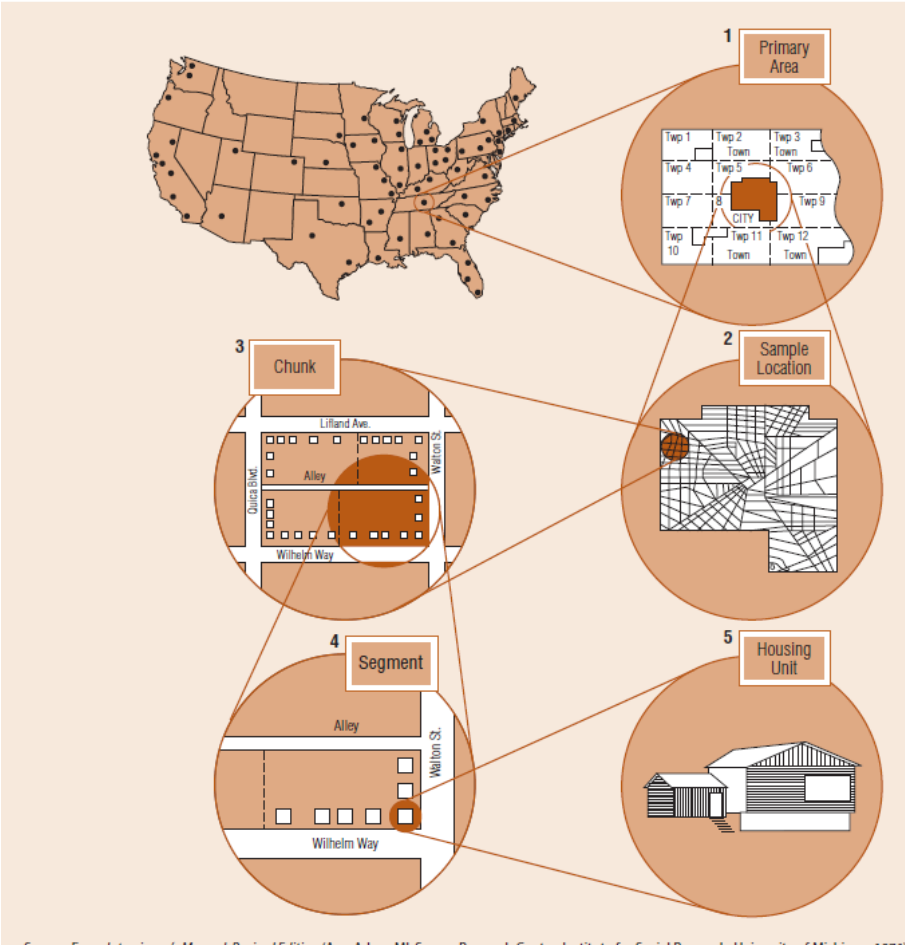 1
Primary
Area
Twp 1
Twp 2
Town
Twp 3
Town
Twp 4
Twp 5
Twp 6
Twp 7
8
CITY
Twp 9
Twp
10
Twp 11
Town
Twp 12
Town
2
Sample
Location
3
Chunk
Lifland Ave.
Quica Blvd.
Alley
Walton St.
Wilhelm Way
4
Segment
Alley
Walton St.
Wilhelm Way
5
Housing
Unit